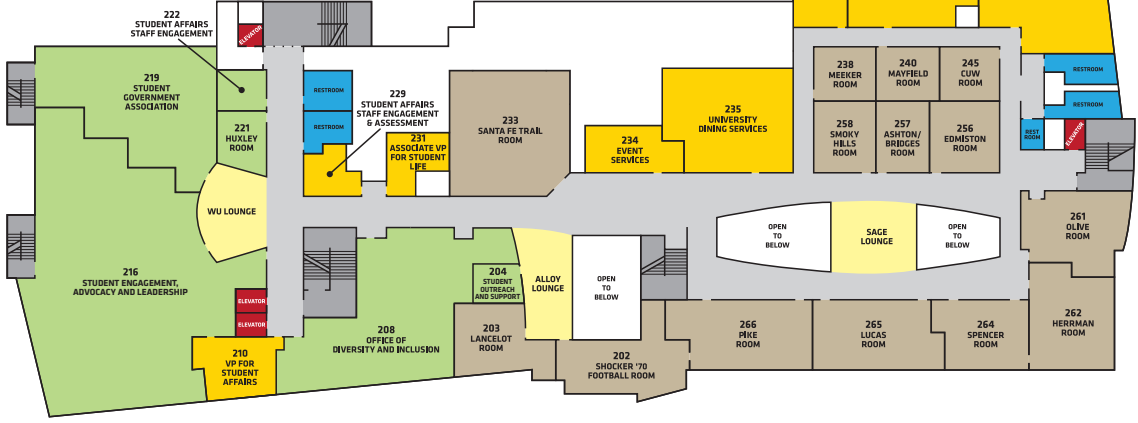 222
STUDENT AFFAIRS
STAFF ENGAGEMENT
ELEVATOR
219
STUDENT
GOVERNMENT
ASSOCIATION
221
HUXLEY
ROOM
RESTROOM
RESTROOM
229
STUDENT AFFAIRS
STAFF ENGAGEMENT
& ASSESSMENT
231
ASSOCIATE VP
FOR STUDENT
LIFE
233
SANTA FE TRAIL
ROOM
234
EVENT
SERVICES
235
UNIVERSITY
DINING SERVICES
238
MEEKER
ROOM
240
MAYFIELD
ROOM
245
CUW
ROOM
258
SMOKY
HILLS
ROOM
257
ASHTON/
BRIDGES
ROOM
256
EDMISTON
ROOM
RESTROOM
RESTROOM
REST
ROOM
ELEVATOR
WU LOUNGE
OPEN
TO
BELOW
SAGE
LOUNGE
OPEN
TO
BELOW
261
OLIVE
ROOM
216
STUDENT ENGAGEMENT,
ADVOCACY AND LEADERSHIP
ELEVATOR
ELEVATOR
204
STUDENT
OUTREACH
AND SUPPORT
ALLOY
LOUNGE
OPEN
TO
BELOW
210
VP FOR
STUDENT
AFFAIRS
208
OFFICE OF
DIVERSITY AND INCLUSION
203
LANCELOT
ROOM
202
SHOCKER '70
FOOTBALL ROOM
266
PIKE
ROOM
265
LUCAS
ROOM
264
SPENCER
ROOM
262
HERRMAN
ROOM